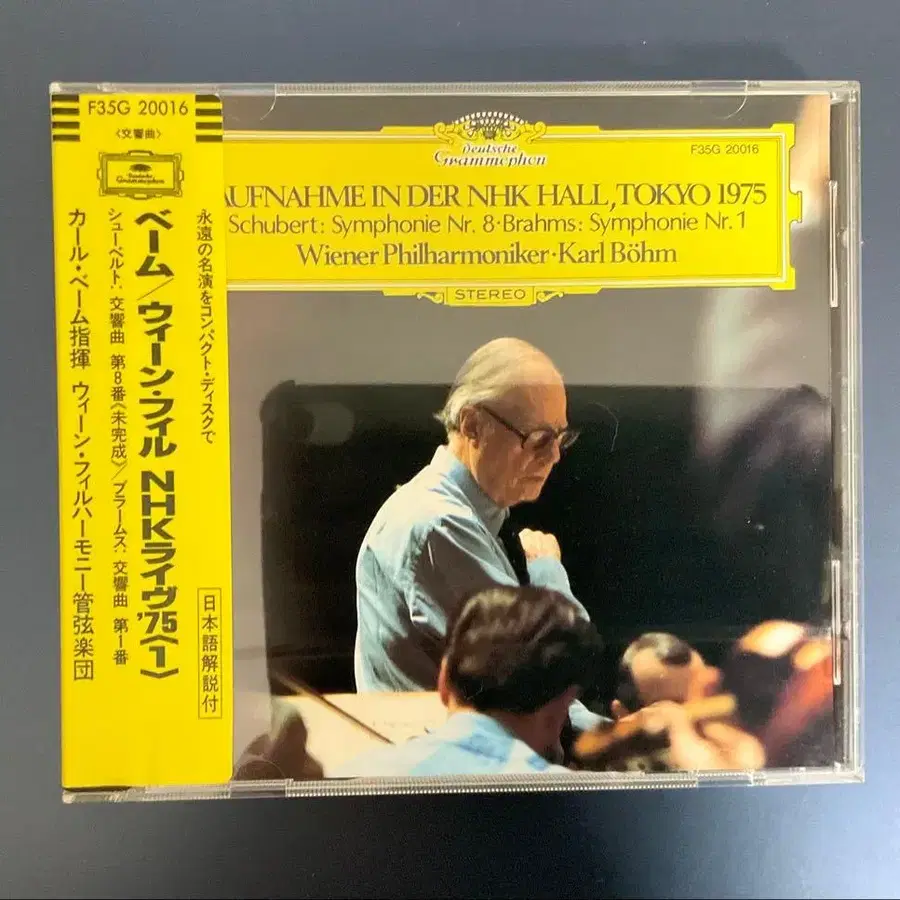 F35G 20016
〈交響曲〉
Deutsche
Grammophon
永遠の名演をコンパクト・ディスクで
ベーム/ウィーン・フィル NHKライヴ'75〈1〉
シューベルト:交響曲 第8番《未完成》/ブラームス:交響曲 第1番
カール・ベーム指揮 ウィーン・フィルハーモニー管弦楽団
日本語解説付
Deutsche
Grammophon
F35G 20016
AUFNAHME IN DER NHK HALL, TOKYO 1975
Schubert: Symphonie Nr. 8·Brahms: Symphonie Nr. 1
Wiener Philharmoniker·Karl Böhm
STEREO